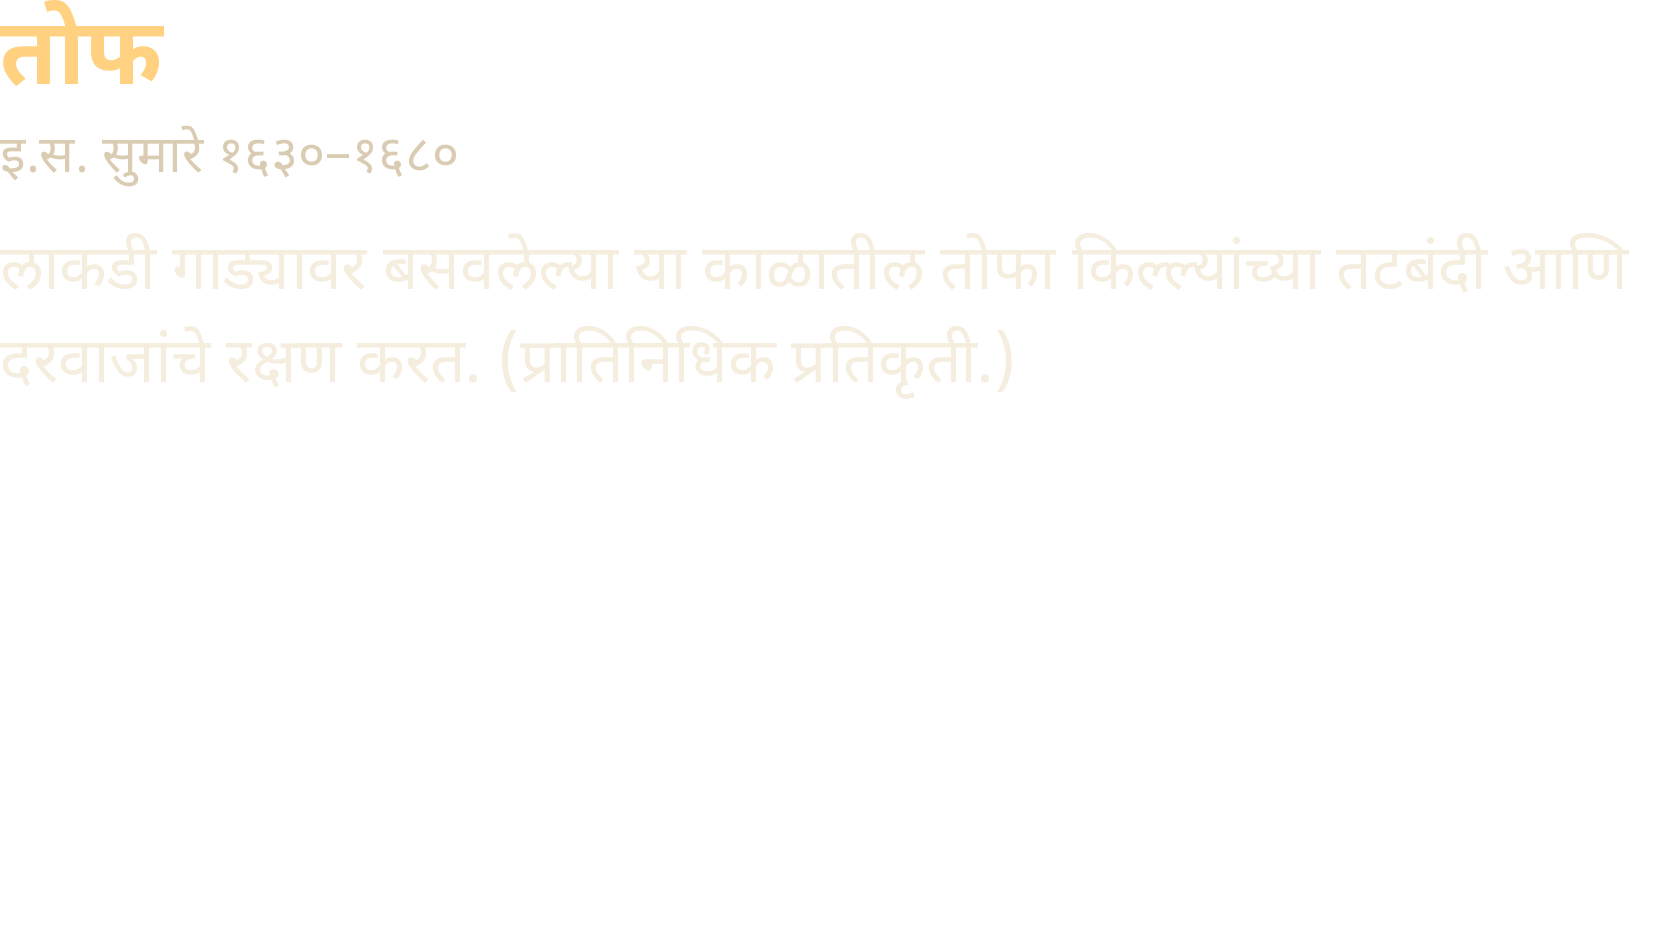 तोफ
इ.स. सुमारे १६३०–१६८०
लाकडी गाड्यावर बसवलेल्या या काळातील तोफा किल्ल्यांच्या तटबंदी आणि
दरवाजांचे रक्षण करत. (प्रातिनिधिक प्रतिकृती.)